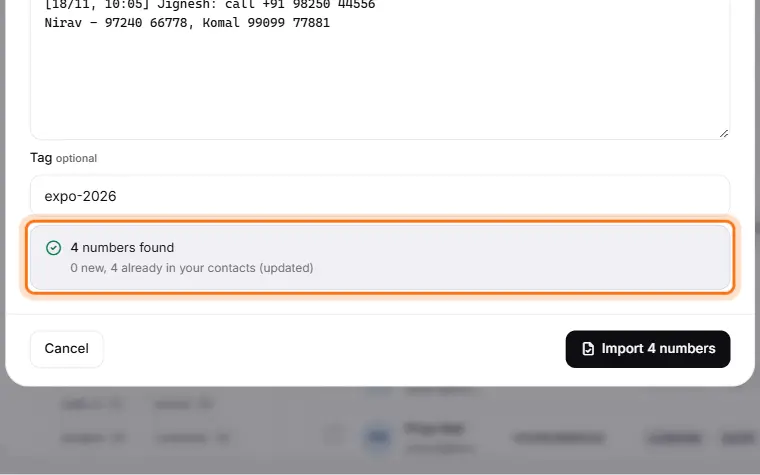 [18/11, 10:05] Jignesh: call +91 98250 44556
Nirav – 97240 66778, Komal 99099 77881
Tag optional
expo-2026
4 numbers found
0 new, 4 already in your contacts (updated)
Cancel
Import 4 numbers